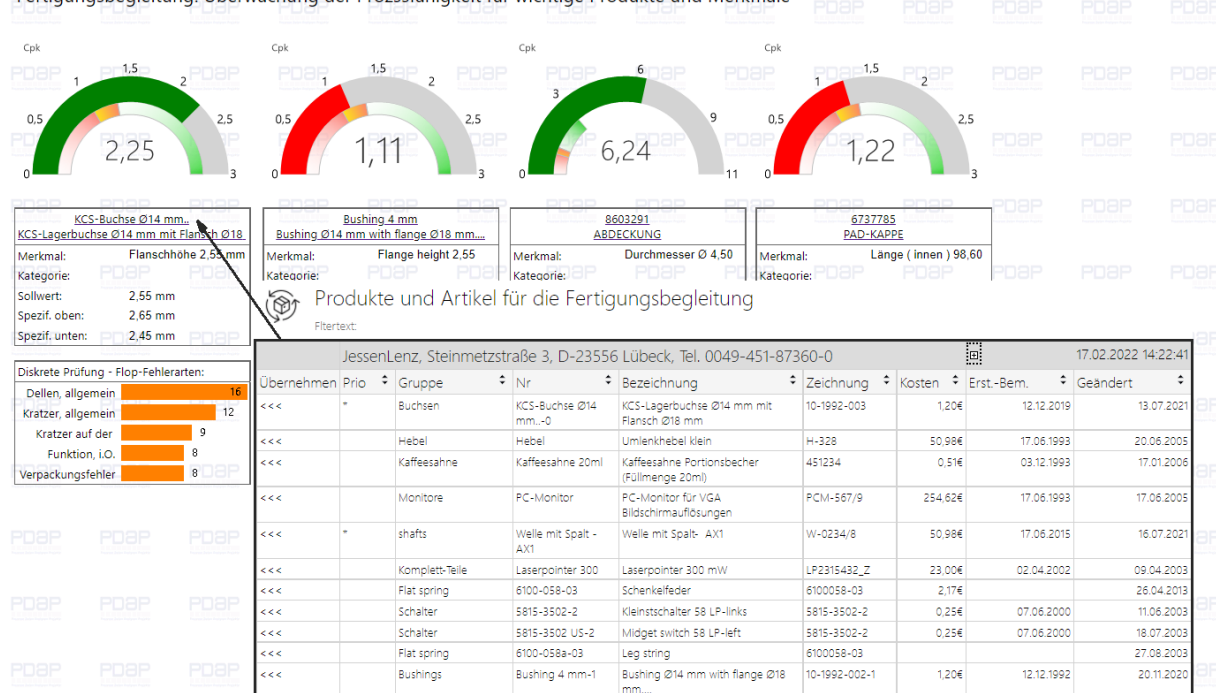 Fertigungsbegleitung: Überwachung der Prozssfähigkeit für wichtige Produkte und Merkmale
Cpk Cpk Cpk Cpk
0 0,5 1 1,5 2 2,5 3
2,25
0 0,5 1 1,5 2 2,5 3
1,11
0 3 6 9 11
6,24
0 0,5 1 1,5 2 2,5 3
1,22
KCS-Buchse Ø14 mm..
KCS-Lagerbuchse Ø14 mm mit Flansch Ø18
Merkmal: Flanschhöhe 2,55 mm
Kategorie:
Sollwert: 2,55 mm
Spezif. oben: 2,65 mm
Spezif. unten: 2,45 mm
Bushing 4 mm
Bushing Ø14 mm with flange Ø18 mm....
Merkmal: Flange height 2,55
Kategorie:
8603291
ABDECKUNG
Merkmal: Durchmesser Ø 4,50
Kategorie:
6737785
PAD-KAPPE
Merkmal: Länge ( innen ) 98,60
Kategorie:
Diskrete Prüfung - Flop-Fehlerarten:
Dellen, allgemein 16
Kratzer, allgemein 12
Kratzer auf der 9
Funktion, i.O. 8
Verpackungsfehler 8
Produkte und Artikel für die Fertigungsbegleitung
Fltertext:
JessenLenz, Steinmetzstraße 3, D-23556 Lübeck, Tel. 0049-451-87360-0 17.02.2022 14:22:41
Übernehmen Prio Gruppe Nr Bezeichnung Zeichnung Kosten Erst.-Bem. Geändert
<<< * Buchsen KCS-Buchse Ø14 KCS-Lagerbuchse Ø14 mm mit 10-1992-003 1,20€ 12.12.2019 13.07.2021
mm..-0 Flansch Ø18 mm
<<< Hebel Hebel Umlenkhebel klein H-328 50,98€ 17.06.1993 20.06.2005
<<< Kaffeesahne Kaffeesahne 20ml Kaffeesahne Portionsbecher 451234 0,51€ 03.12.1993 17.01.2006
(Füllmenge 20ml)
<<< Monitore PC-Monitor PC-Monitor für VGA PCM-567/9 254,62€ 17.06.1993 17.06.2005
Bildschirmauflösungen
<<< * shafts Welle mit Spalt - Welle mit Spalt- AX1 W-0234/8 50,98€ 17.06.2015 16.07.2021
AX1
<<< Komplett-Teile Laserpointer 300 Laserpointer 300 mW LP2315432_Z 23,00€ 02.04.2002 09.04.2003
<<< Flat spring 6100-058-03 Schenkelfeder 6100058-03 2,17€ 26.04.2013
<<< Schalter 5815-3502-2 Kleinstschalter 58 LP-links 5815-3502-2 0,25€ 07.06.2000 11.06.2003
<<< Schalter 5815-3502 US-2 Midget switch 58 LP-left 5815-3502-2 0,25€ 07.06.2000 18.07.2003
<<< Flat spring 6100-058a-03 Leg string 6100058-03 27.08.2003
<<< Bushings Bushing 4 mm-1 Bushing Ø14 mm with flange Ø18 10-1992-002-1 1,20€ 12.12.1992 20.11.2020
mm....